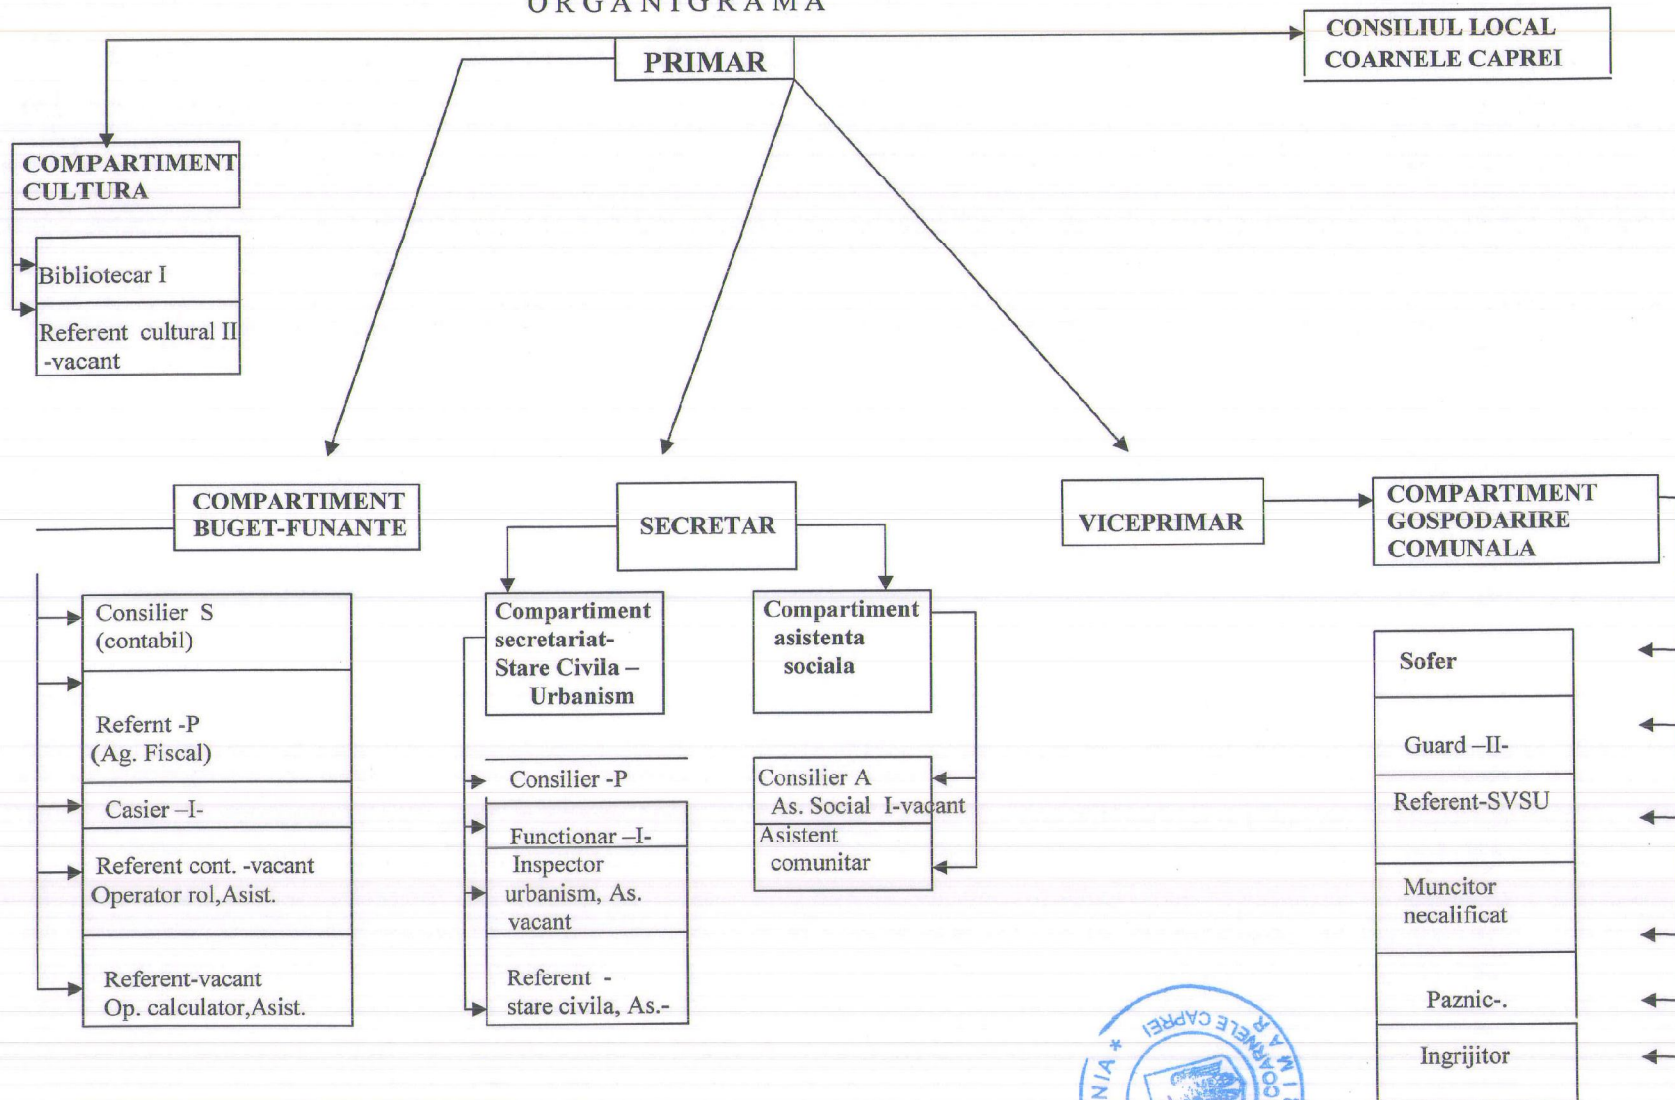 ORGANIGRAMA
CONSILIUL LOCAL
COARNELE CAPREI
PRIMAR
COMPARTIMENT
CULTURA
Bibliotecar I
Referent cultural II
-vacant
COMPARTIMENT
BUGET-FUNANTE
SECRETAR
VICEPRIMAR
COMPARTIMENT
GOSPODARIRE
COMUNALA
Consilier S
(contabil)
Refernt -P
(Ag. Fiscal)
Casier –I-
Referent cont. -vacant
Operator rol,Asist.
Referent-vacant
Op. calculator,Asist.
Compartiment
secretariat-
Stare Civila –
Urbanism
Consilier -P
Functionar –I-
Inspector
urbanism, As.
vacant
Referent -
stare civila, As.-
Compartiment
asistenta
sociala
Consilier A
As. Social I-vacant
Asistent
comunitar
Sofer
Guard –II-
Referent-SVSU
Muncitor
necalificat
Paznic-.
Ingrijitor
COARNELE CAPREI